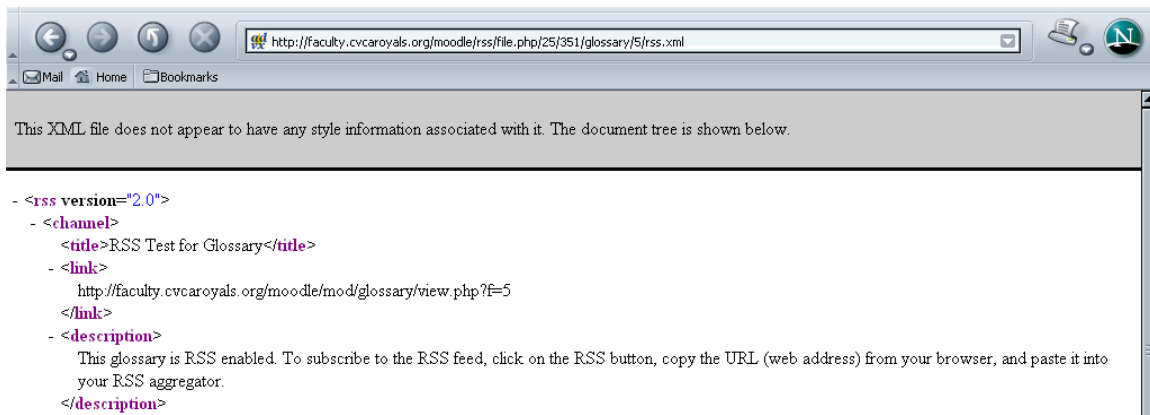 http://faculty.cvcaroyals.org/moodle/rss/file.php/25/351/glossary/5/rss.xml
N
Mail Home Bookmarks
This XML file does not appear to have any style information associated with it. The document tree is shown below.
- <rss version="2.0">
- <channel>
<title>RSS Test for Glossary</title>
- <link>
http://faculty.cvcaroyals.org/moodle/mod/glossary/view.php?f=5
</link>
- <description>
This glossary is RSS enabled. To subscribe to the RSS feed, click on the RSS button, copy the URL (web address) from your browser, and paste it into
your RSS aggregator.
</description>